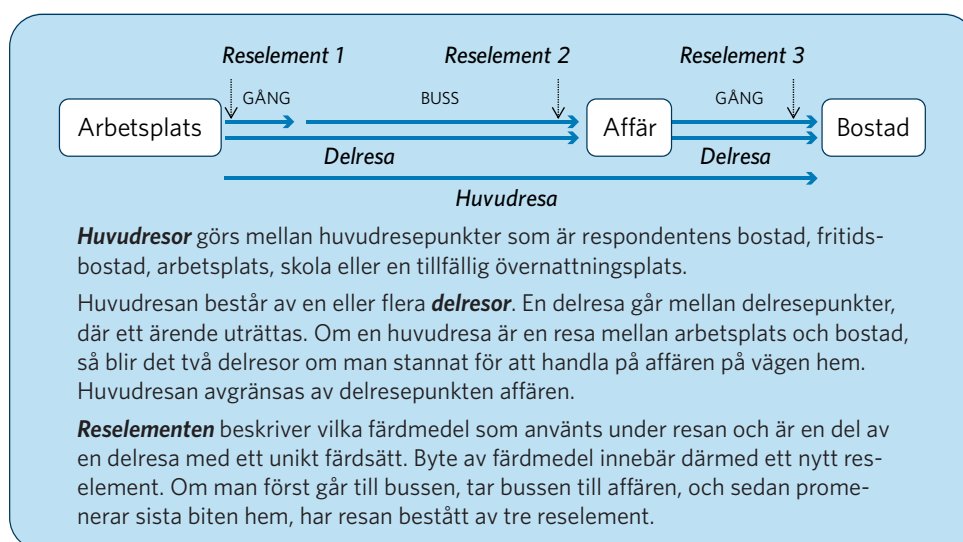 Reselement 1 Reselement 2 Reselement 3
GÅNG BUSS GÅNG
Arbetsplats Affär Bostad
Delresa Delresa
Huvudresa
Huvudresor görs mellan huvudresepunkter som är respondentens bostad, fritids-
bostad, arbetsplats, skola eller en tillfällig övernattningsplats.
Huvudresan består av en eller flera delresor. En delresa går mellan delresepunkter,
där ett ärende uträttas. Om en huvudresa är en resa mellan arbetsplats och bostad,
så blir det två delresor om man stannat för att handla på affären på vägen hem.
Huvudresan avgränsas av delresepunkten affären.
Reselementen beskriver vilka färdmedel som använts under resan och är en del av
en delresa med ett unikt färdsätt. Byte av färdmedel innebär därmed ett nytt res-
element. Om man först går till bussen, tar bussen till affären, och sedan prome-
nerar sista biten hem, har resan bestått av tre reselement.